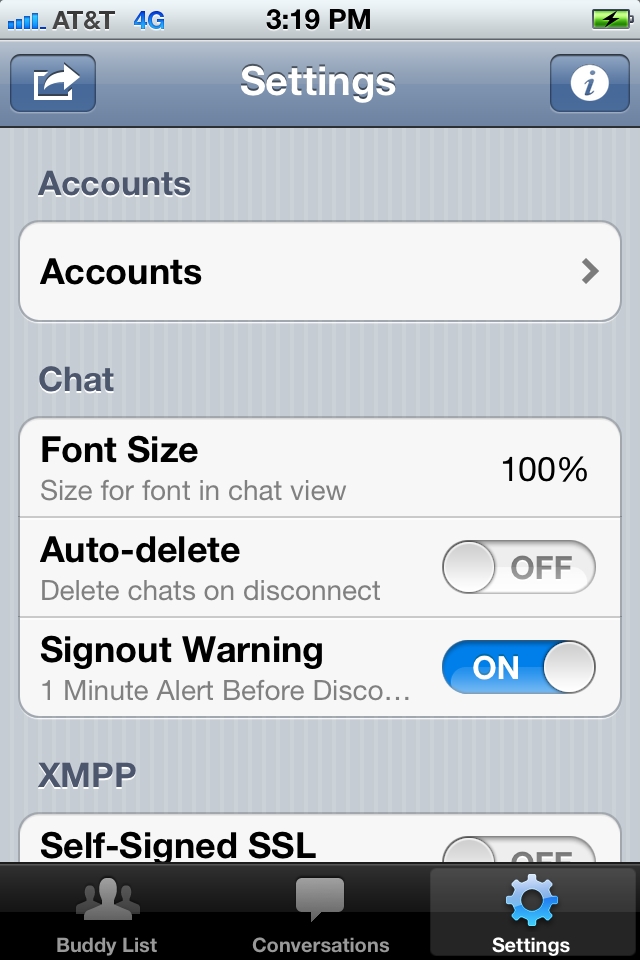 AT&T 4G 3:19 PM
Settings
Accounts
Accounts
Chat
Font Size
100%
Size for font in chat view
Auto-delete
OFF
Delete chats on disconnect
Signout Warning
ON
1 Minute Alert Before Disco...
XMPP
Self-Signed SSL
OFF
Buddy List Conversations Settings